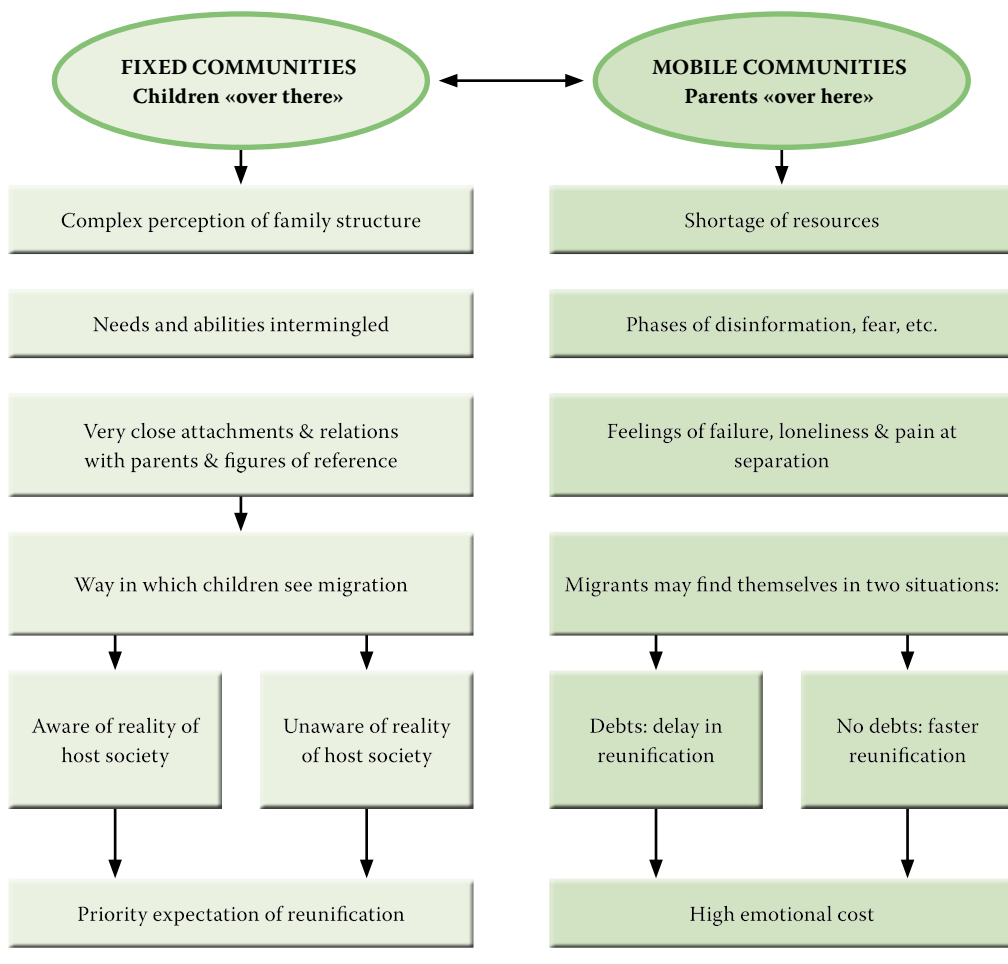 FIXED COMMUNITIES
Children «over there»
MOBILE COMMUNITIES
Parents «over here»
Complex perception of family structure
Shortage of resources
Needs and abilities intermingled
Phases of disinformation, fear, etc.
Very close attachments & relations
with parents & figures of reference
Feelings of failure, loneliness & pain at
separation
Way in which children see migration
Migrants may find themselves in two situations:
Aware of reality of
host society
Unaware of reality
of host society
Debts: delay in
reunification
No debts: faster
reunification
Priority expectation of reunification
High emotional cost